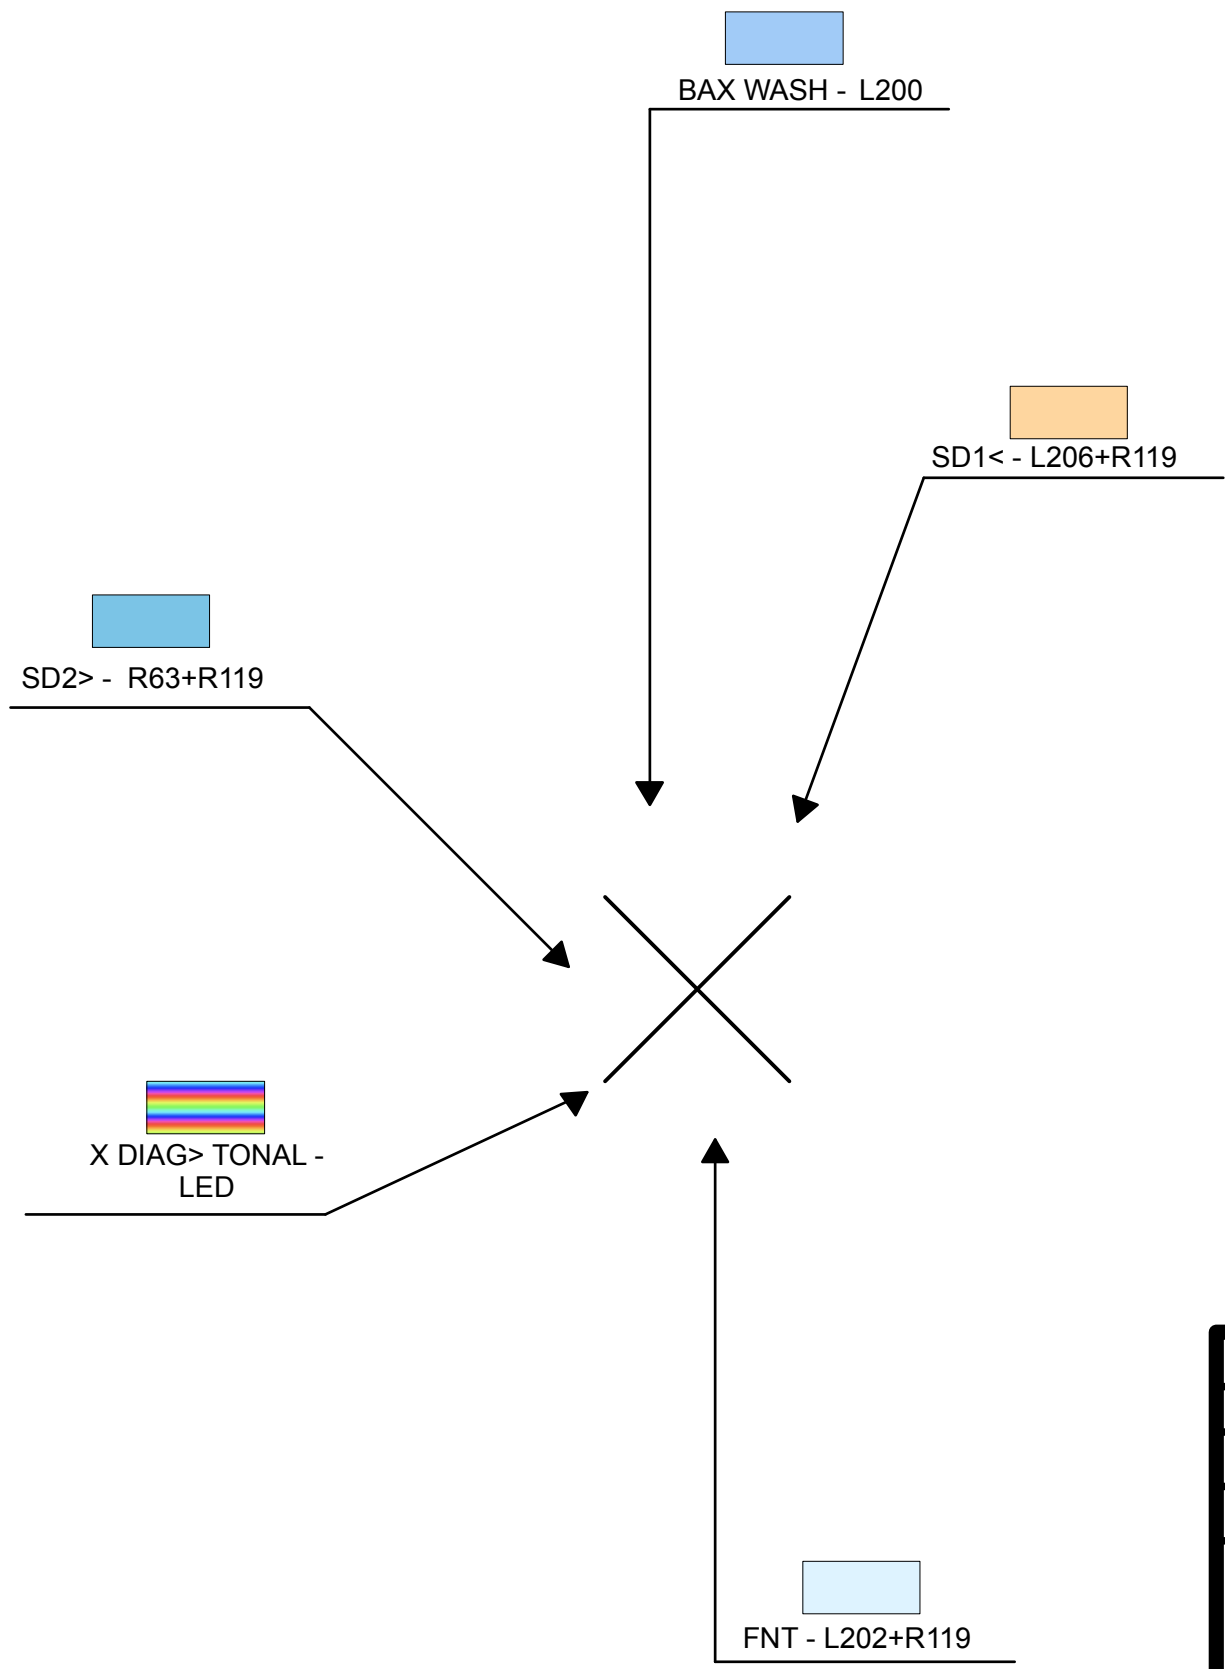 BAX WASH - L200
SD1< - L206+R119
SD2> - R63+R119
X DIAG> TONAL -
LED
FNT - L202+R119